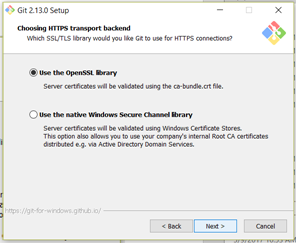 Git 2.13.0 Setup
Choosing HTTPS transport backend
Which SSL/TLS library would you like Git to use for HTTPS connections?
Use the OpenSSL library
Server certificates will be validated using the ca-bundle.crt file.
Use the native Windows Secure Channel library
Server certificates will be validated using Windows Certificate Stores.
This option also allows you to use your company's internal Root CA certificates
distributed e.g. via Active Directory Domain Services.
https://git-for-windows.github.io/
< Back
Next >
Cancel